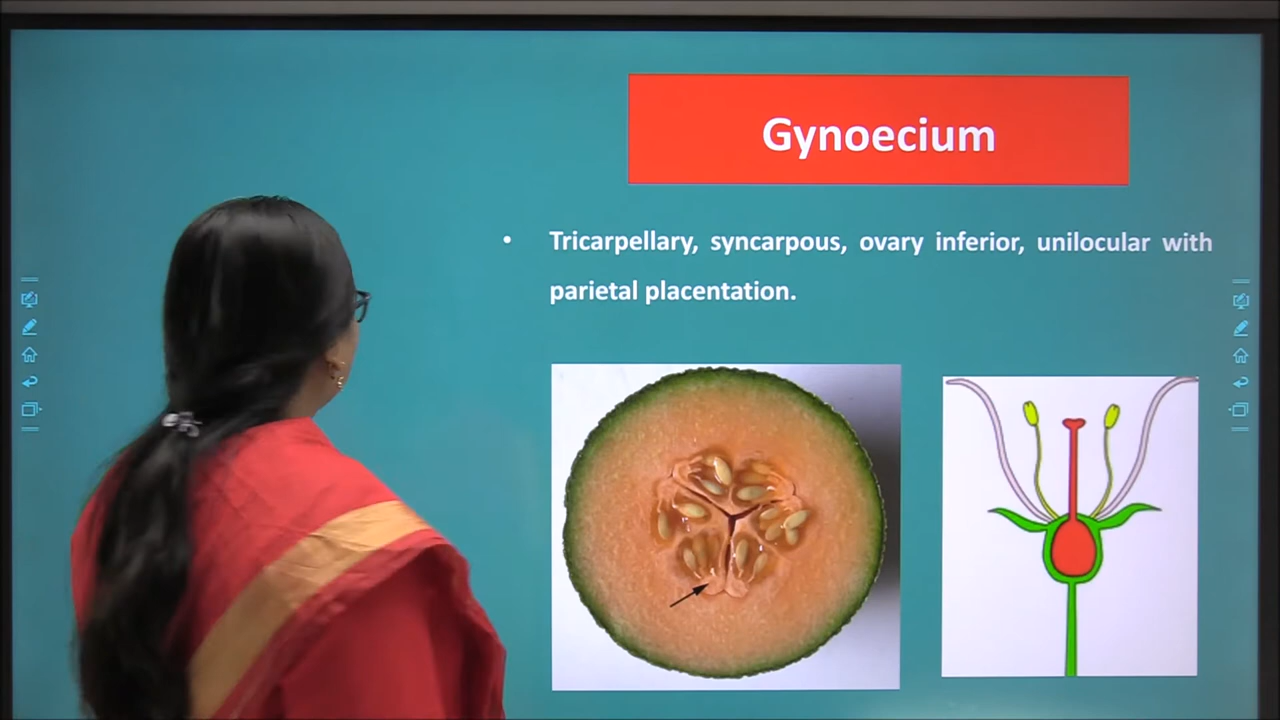 Gynoecium
• Tricarpellary, syncarpous, ovary inferior, unilocular with
parietal placentation.